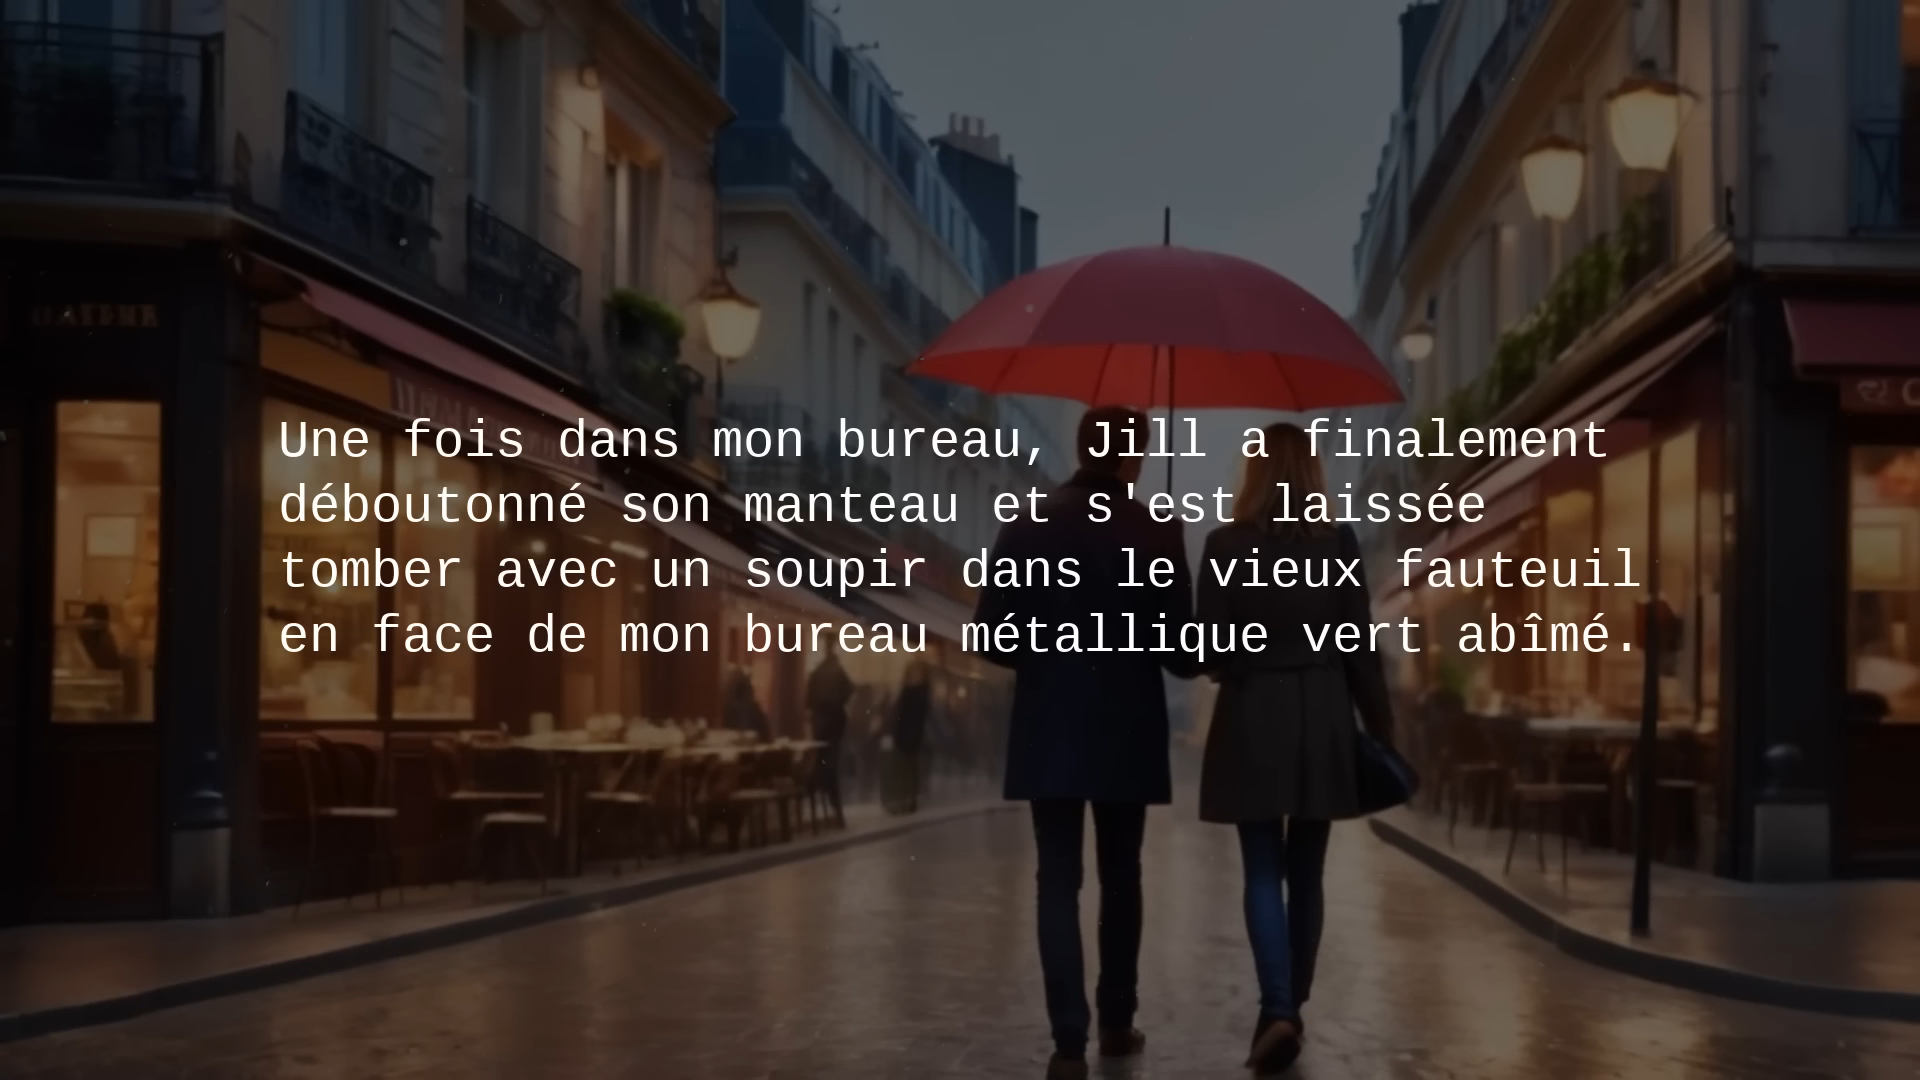 Une fois dans mon bureau, Jill a finalement
déboutonné son manteau et s'est laissée
tomber avec un soupir dans le vieux fauteuil
en face de mon bureau métallique vert abîmé.